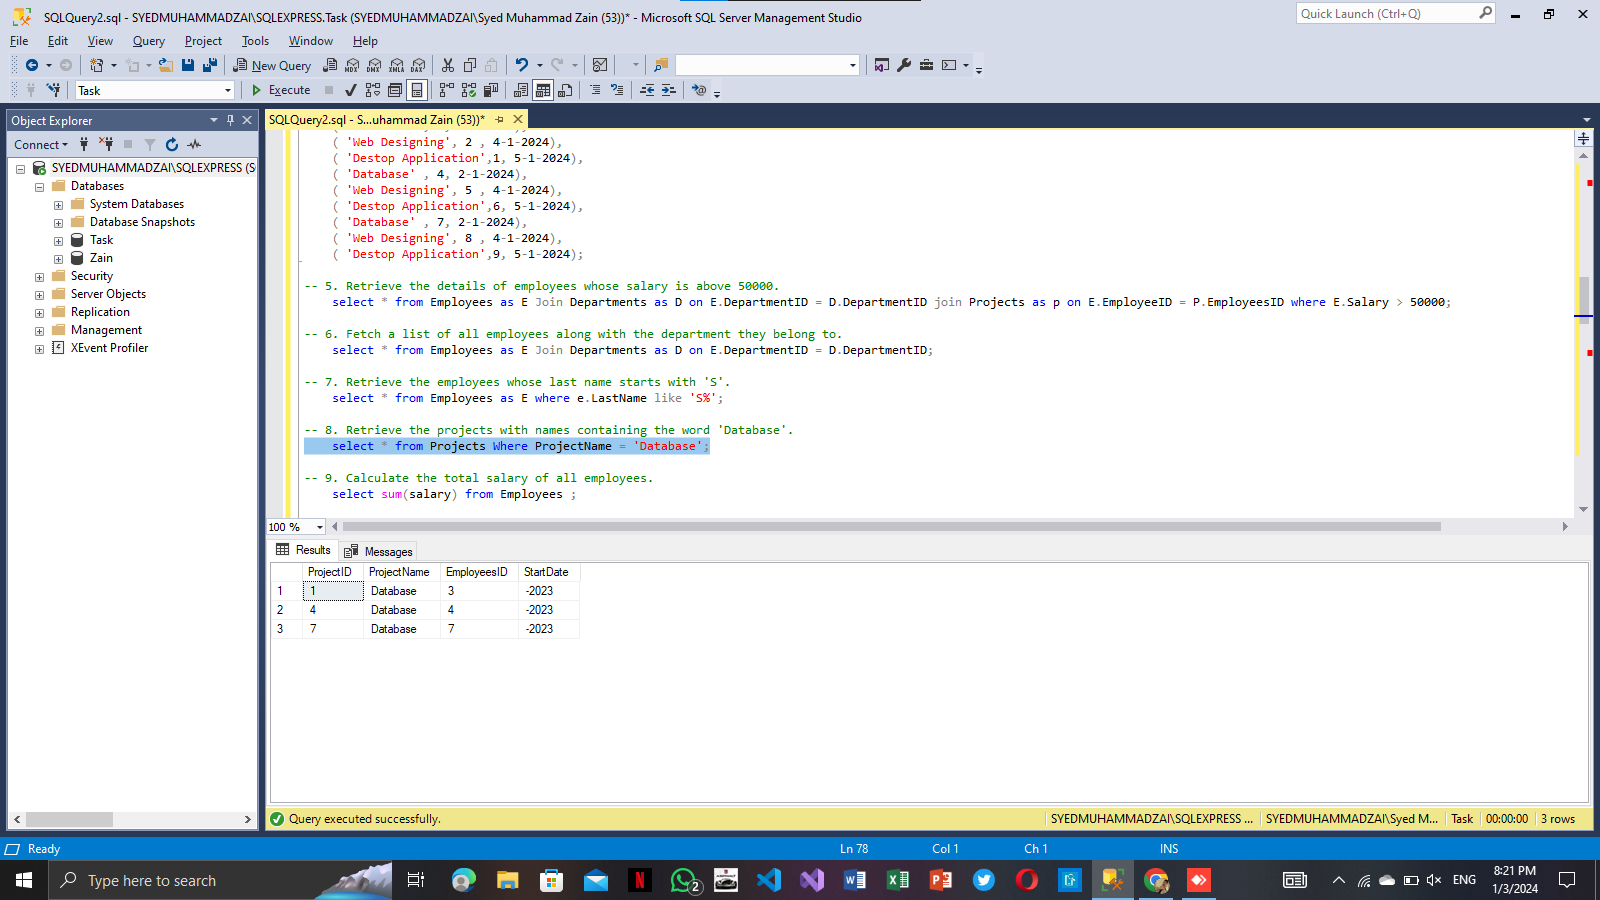 SQLQuery2.sql - SYEDMUHAMMADZAI\SQLEXPRESS.Task (SYEDMUHAMMADZAI\Syed Muhammad Zain (53))* - Microsoft SQL Server Management Studio
Quick Launch (Ctrl+Q)
File Edit View Query Project Tools Window Help
New Query MDX DMX XMLA DAX
Task Execute
Object Explorer
Connect
SYEDMUHAMMADZAI\SQLEXPRESS (S
Databases
System Databases
Database Snapshots
Task
Zain
Security
Server Objects
Replication
Management
XEvent Profiler
SQLQuery2.sql - S...uhammad Zain (53))*
( 'Web Designing', 2 , 4-1-2024),
( 'Destop Application',1, 5-1-2024),
( 'Database' , 4, 2-1-2024),
( 'Web Designing', 5 , 4-1-2024),
( 'Destop Application',6, 5-1-2024),
( 'Database' , 7, 2-1-2024),
( 'Web Designing', 8 , 4-1-2024),
( 'Destop Application',9, 5-1-2024);
-- 5. Retrieve the details of employees whose salary is above 50000.
select * from Employees as E Join Departments as D on E.DepartmentID = D.DepartmentID join Projects as p on E.EmployeeID = P.EmployeesID where E.Salary > 50000;
-- 6. Fetch a list of all employees along with the department they belong to.
select * from Employees as E Join Departments as D on E.DepartmentID = D.DepartmentID;
-- 7. Retrieve the employees whose last name starts with 'S'.
select * from Employees as E where e.LastName like 'S%';
-- 8. Retrieve the projects with names containing the word 'Database'.
select * from Projects Where ProjectName = 'Database';
-- 9. Calculate the total salary of all employees.
select sum(salary) from Employees ;
100 %
Results Messages
ProjectID ProjectName EmployeesID StartDate
1 1 Database 3 -2023
2 4 Database 4 -2023
3 7 Database 7 -2023
Query executed successfully.
SYEDMUHAMMADZAI\SQLEXPRESS ... SYEDMUHAMMADZAI\Syed M... Task 00:00:00 3 rows
Ready Ln 78 Col 1 Ch 1 INS
Type here to search
2
ENG
8:21 PM
1/3/2024